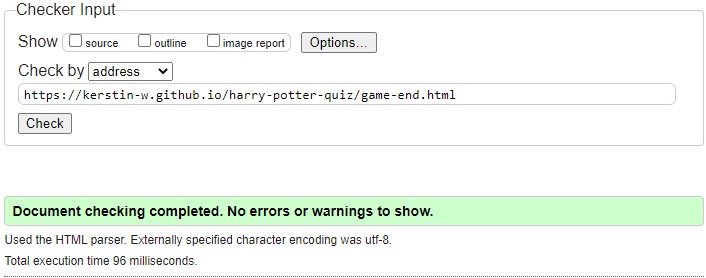 Checker Input
Show source outline image report Options...
Check by address
https://kerstin-w.github.io/harry-potter-quiz/game-end.html
Check
Document checking completed. No errors or warnings to show.
Used the HTML parser. Externally specified character encoding was utf-8.
Total execution time 96 milliseconds.